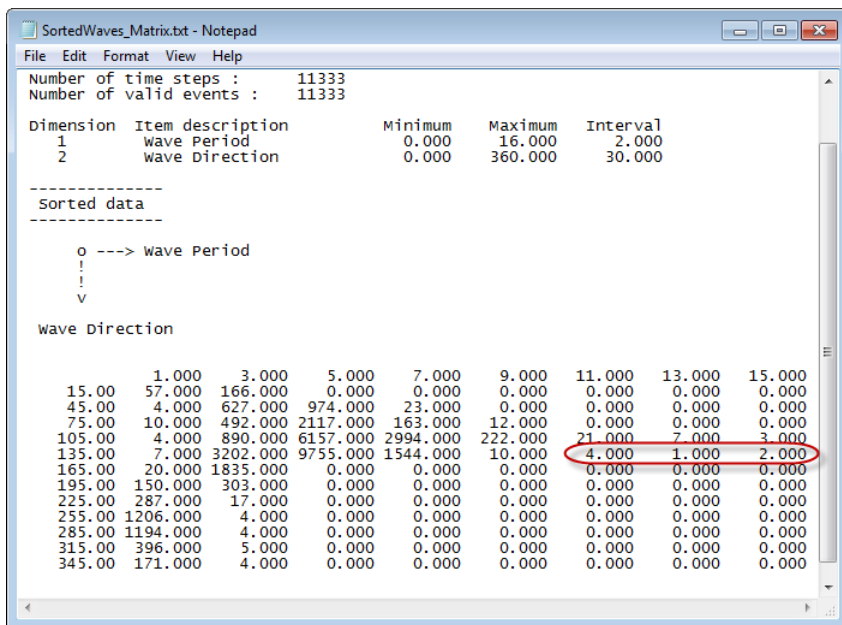 SortedWaves_Matrix.txt - Notepad
File Edit Format View Help
Number of time steps : 11333
Number of valid events : 11333
Dimension Item description Minimum Maximum Interval
1 Wave Period 0.000 16.000 2.000
2 Wave Direction 0.000 360.000 30.000
--------------
Sorted data
--------------
o ---> Wave Period
!
!
v
Wave Direction
1.000 3.000 5.000 7.000 9.000 11.000 13.000 15.000
15.00 57.000 166.000 0.000 0.000 0.000 0.000 0.000 0.000
45.00 4.000 627.000 974.000 23.000 0.000 0.000 0.000 0.000
75.00 10.000 492.000 2117.000 163.000 12.000 0.000 0.000 0.000
105.00 4.000 890.000 6157.000 2994.000 222.000 21.000 7.000 3.000
135.00 7.000 3202.000 9755.000 1544.000 10.000 4.000 1.000 2.000
165.00 20.000 1835.000 0.000 0.000 0.000 0.000 0.000 0.000
195.00 150.000 303.000 0.000 0.000 0.000 0.000 0.000 0.000
225.00 287.000 17.000 0.000 0.000 0.000 0.000 0.000 0.000
255.00 1206.000 4.000 0.000 0.000 0.000 0.000 0.000 0.000
285.00 1194.000 4.000 0.000 0.000 0.000 0.000 0.000 0.000
315.00 396.000 5.000 0.000 0.000 0.000 0.000 0.000 0.000
345.00 171.000 4.000 0.000 0.000 0.000 0.000 0.000 0.000